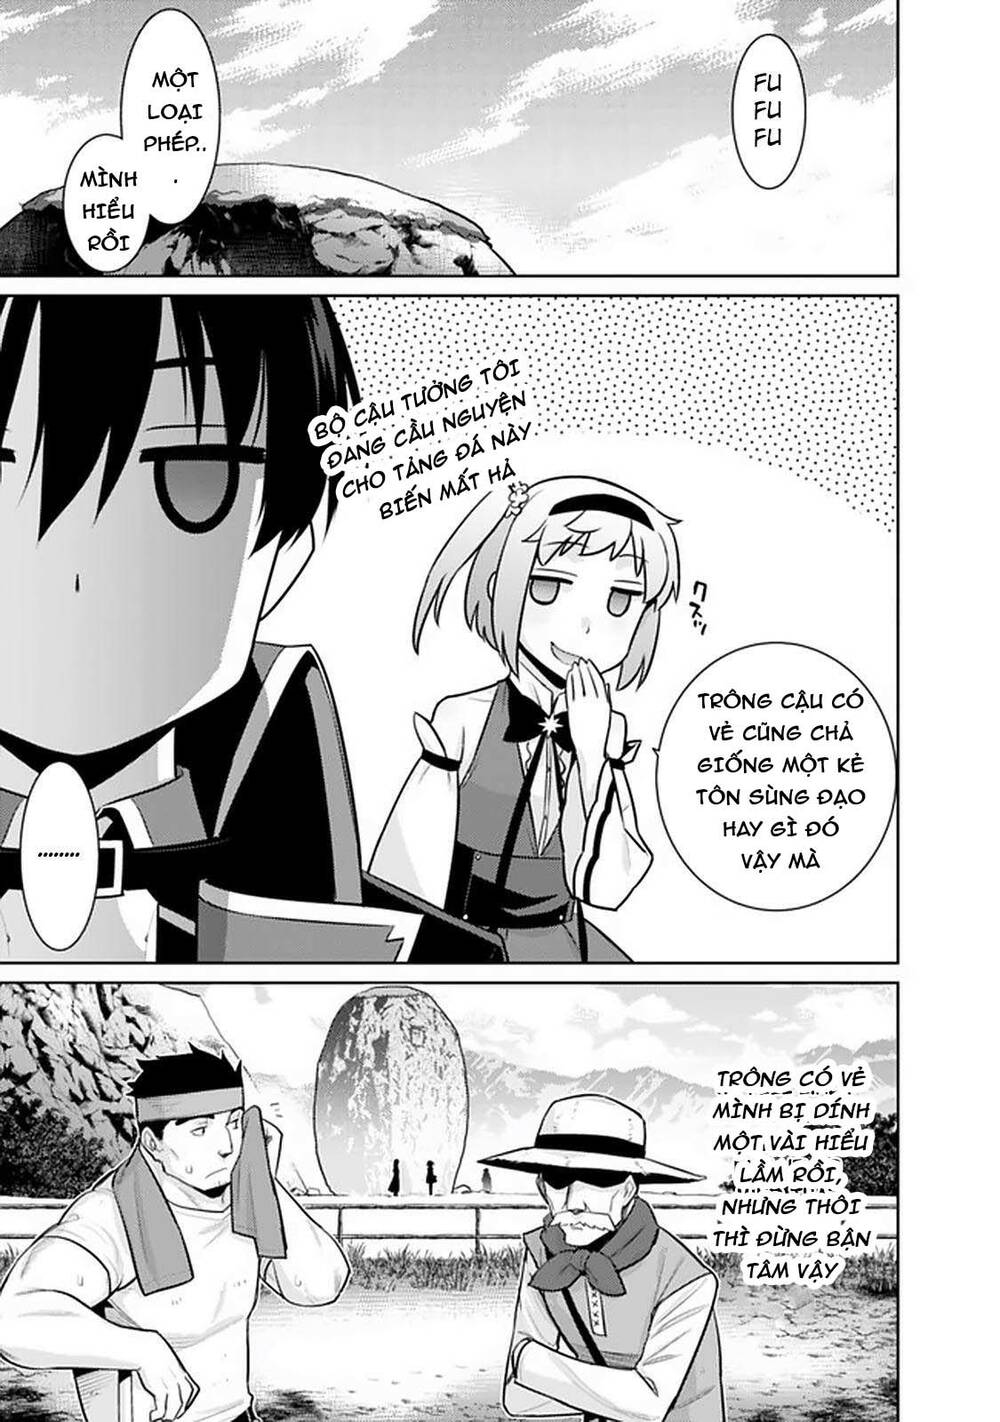 FU
FU
FU
MỘT
LOẠI
PHÉP..
.
MÌNH
HIỂU
RỒI
BỘ CẬU TƯỞNG TÔI
ĐANG CẦU NGUYỆN
CHO TẢNG ĐÁ NÀY
BIẾN MẤT HẢ
クスッ
TRÔNG CẬU CÓ
VẺ CŨNG CHẢ
GIỐNG MỘT KẺ
TÔN SÙNG ĐẠO
HAY GÌ ĐÓ
VẬY MÀ
.........
TRÔNG CÓ VẺ
MÌNH BỊ DÍNH
MỘT VÀI HIỂU
LẦM RỒI,
NHƯNG THÔI
THÌ ĐỪNG BẬN
TÂM VẬY